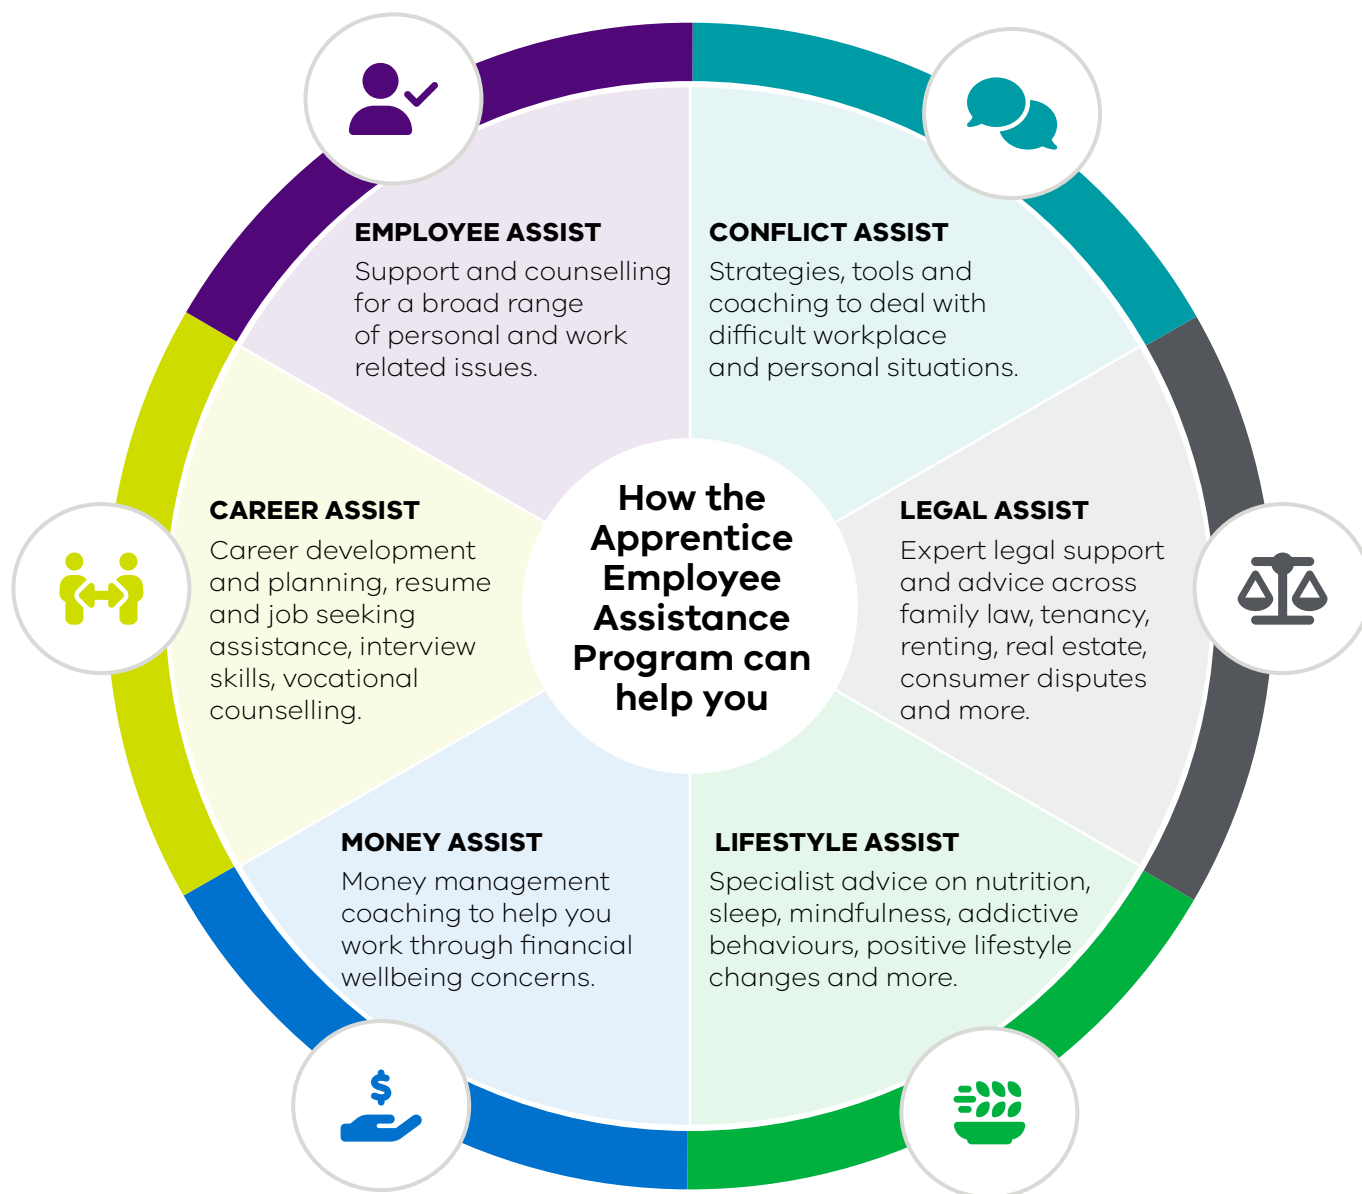 EMPLOYEE ASSIST
Support and counselling
for a broad range
of personal and work
related issues.
CONFLICT ASSIST
Strategies, tools and
coaching to deal with
difficult workplace
and personal situations.
CAREER ASSIST
Career development
and planning, resume
and job seeking
assistance, interview
skills, vocational
counselling.
How the
Apprentice
Employee
Assistance
Program can
help you
LEGAL ASSIST
Expert legal support
and advice across
family law, tenancy,
renting, real estate,
consumer disputes
and more.
MONEY ASSIST
Money management
coaching to help you
work through financial
wellbeing concerns.
LIFESTYLE ASSIST
Specialist advice on nutrition,
sleep, mindfulness, addictive
behaviours, positive lifestyle
changes and more.
$